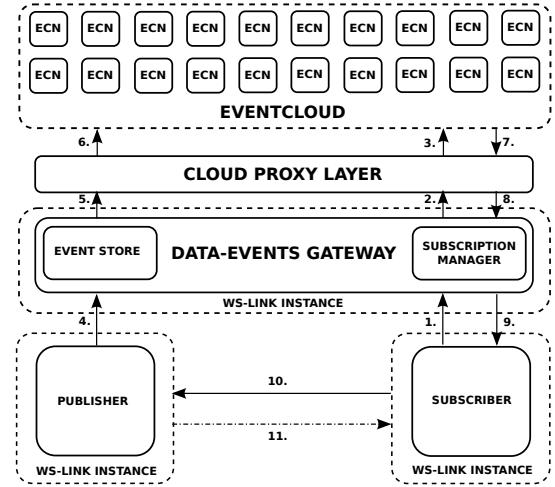 ECN ECN ECN ECN ECN ECN ECN ECN ECN ECN
ECN ECN ECN ECN ECN ECN ECN ECN ECN ECN
EVENTCLOUD
6. 3. 7.
CLOUD PROXY LAYER
5. 2. 8.
EVENT STORE
DATA-EVENTS GATEWAY
SUBSCRIPTION
MANAGER
WS-LINK INSTANCE
4. 1. 9.
PUBLISHER
10.
SUBSCRIBER
11.
WS-LINK INSTANCE
WS-LINK INSTANCE